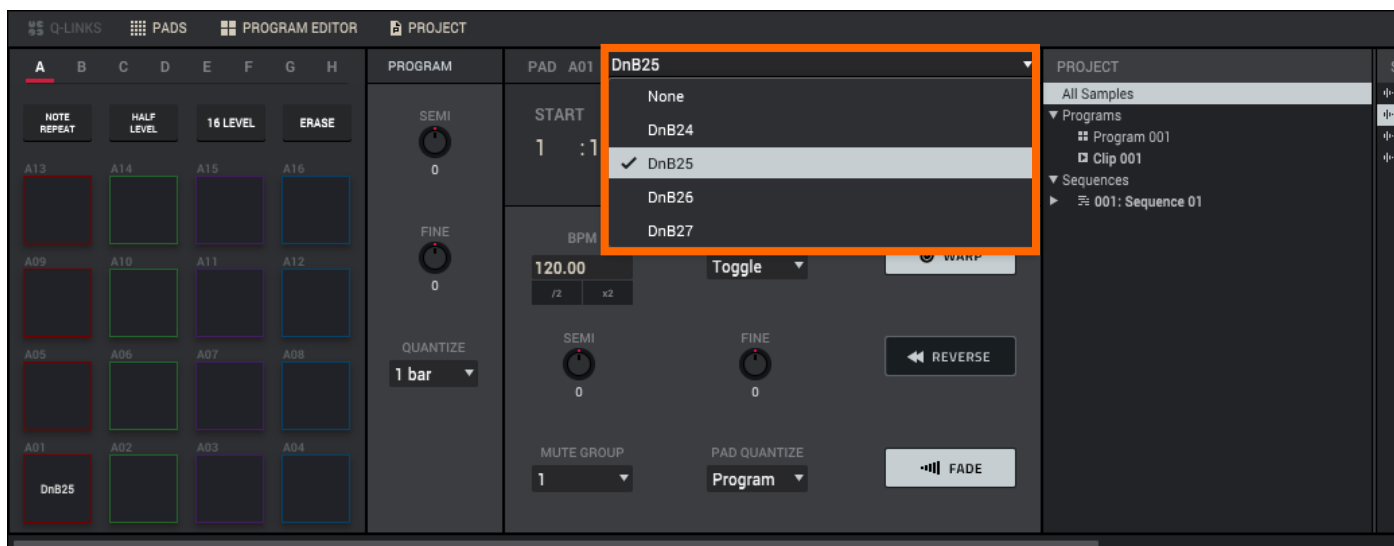 Q-LINKS PADS PROGRAM EDITOR PROJECT
A B C D E F G H
NOTE REPEAT
HALF LEVEL
16 LEVEL
ERASE
A13 A14 A15 A16
A09 A10 A11 A12
A05 A06 A07 A08
A01 A02 A03 A04
DnB25
PROGRAM
SEMI
0
FINE
0
QUANTIZE
1 bar
PAD A01 DnB25
None
DnB24
DnB25
DnB26
DnB27
START
1 :1
BPM
120.00
/2 x2
Toggle
WARP
SEMI
0
FINE
0
REVERSE
MUTE GROUP
1
PAD QUANTIZE
Program
FADE
PROJECT
All Samples
Programs
Program 001
Clip 001
Sequences
001: Sequence 01